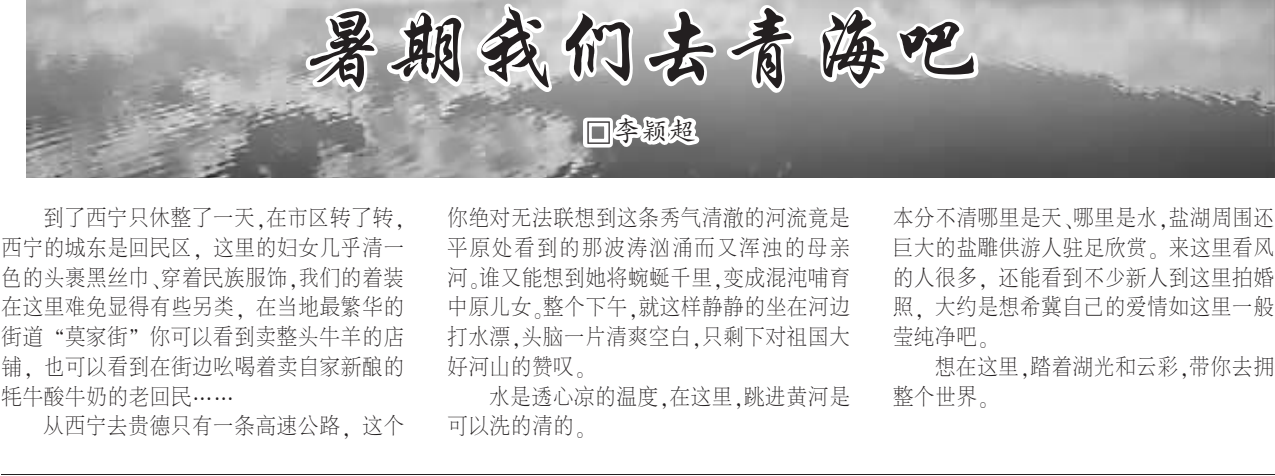 暑期我们去青海吧
□李颖超
到了西宁只休整了一天,在市区转了转,
西宁的城东是回民区，这里的妇女几乎清一
色的头裹黑丝巾、穿着民族服饰,我们的着装
在这里难免显得有些另类，在当地最繁华的
街道“莫家街”你可以看到卖整头牛羊的店
铺，也可以看到在街边吆喝着卖自家新酿的
牦牛酸牛奶的老回民……
从西宁去贵德只有一条高速公路，这个
你绝对无法联想到这条秀气清澈的河流竟是
平原处看到的那波涛汹涌而又浑浊的母亲
河。谁又能想到她将蜿蜒千里,变成混沌哺育
中原儿女。整个下午,就这样静静的坐在河边
打水漂,头脑一片清爽空白,只剩下对祖国大
好河山的赞叹。
水是透心凉的温度,在这里,跳进黄河是
可以洗的清的。
本分不清哪里是天、哪里是水,盐湖周围还
巨大的盐雕供游人驻足欣赏。来这里看风
的人很多，还能看到不少新人到这里拍婚
照，大约是想希冀自己的爱情如这里一般
莹纯净吧。
想在这里,踏着湖光和云彩,带你去拥
整个世界。